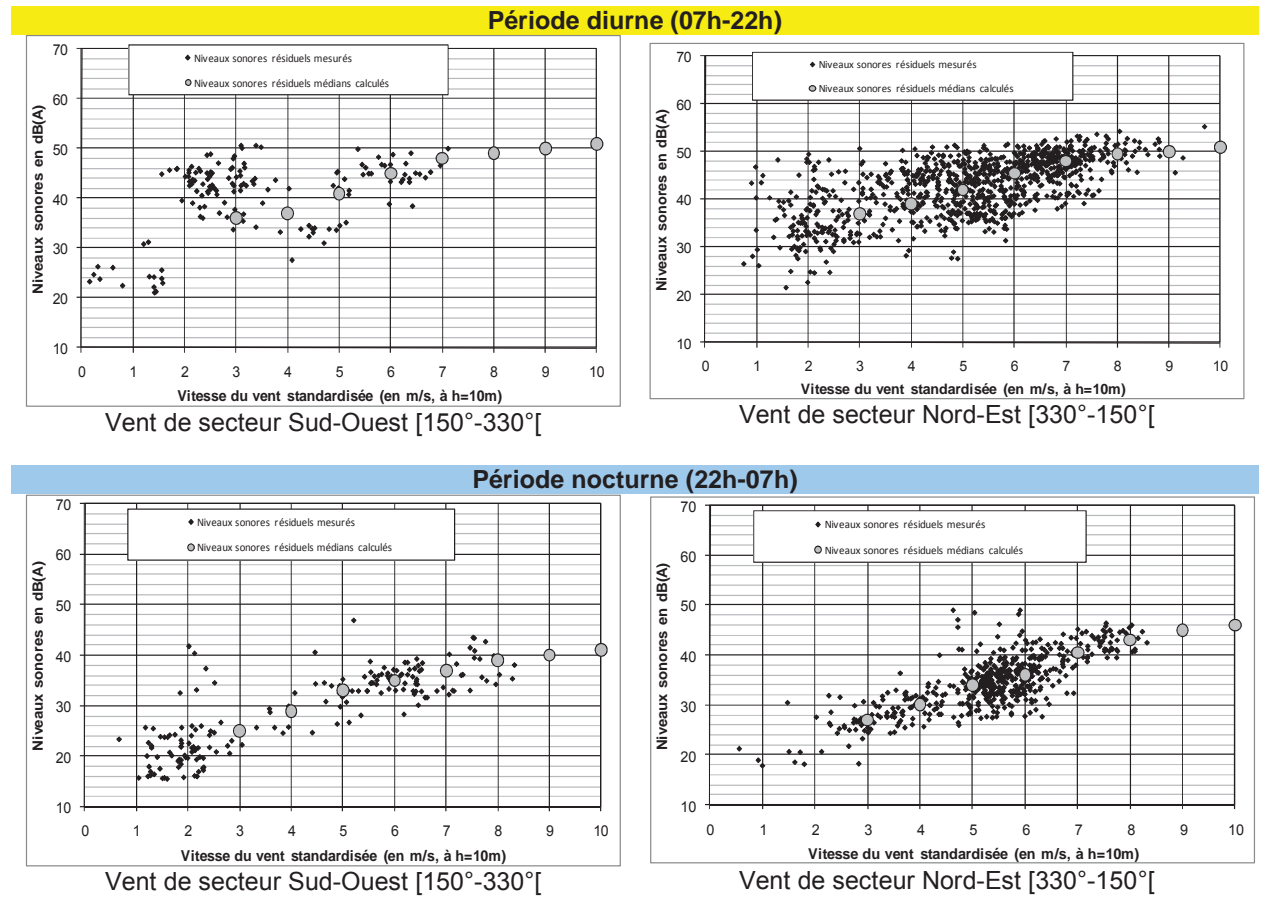 Période diurne (07h-22h)
Niveaux sonores en dB(A)
70
60
50
40
30
20
10
Niveaux sonores résiduels mesurés
Niveaux sonores résiduels médians calculés
0 1 2 3 4 5 6 7 8 9 10
Vitesse du vent standardisée (en m/s, à h=10m)
Vent de secteur Sud-Ouest [150°-330°[
Niveaux sonores en dB(A)
70
60
50
40
30
20
10
Niveaux sonores résiduels mesurés
Niveaux sonores résiduels médians calculés
0 1 2 3 4 5 6 7 8 9 10
Vitesse du vent standardisée (en m/s, à h=10m)
Vent de secteur Nord-Est [330°-150°[
Période nocturne (22h-07h)
Niveaux sonores en dB(A)
70
60
50
40
30
20
10
Niveaux sonores résiduels mesurés
Niveaux sonores résiduels médians calculés
0 1 2 3 4 5 6 7 8 9 10
Vitesse du vent standardisée (en m/s, à h=10m)
Vent de secteur Sud-Ouest [150°-330°[
Niveaux sonores en dB(A)
70
60
50
40
30
20
10
Niveaux sonores résiduels mesurés
Niveaux sonores résiduels médians calculés
0 1 2 3 4 5 6 7 8 9 10
Vitesse du vent standardisée (en m/s, à h=10m)
Vent de secteur Nord-Est [330°-150°[